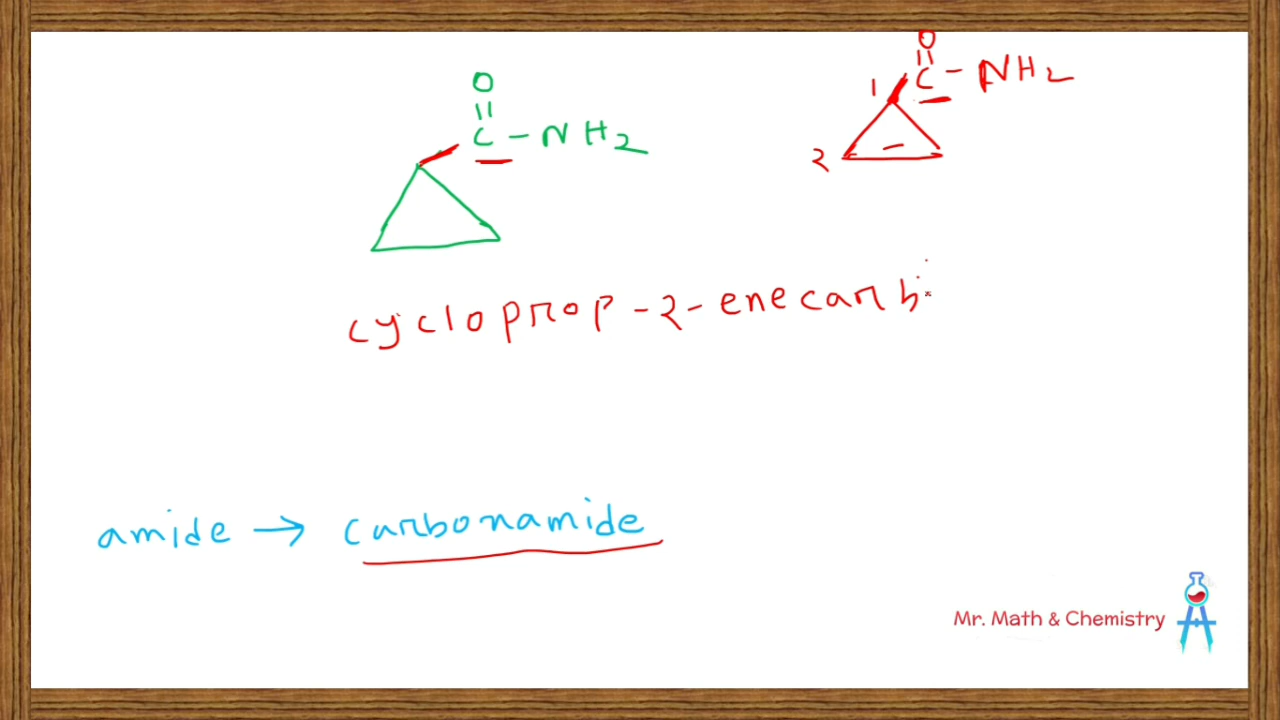 O
||
C - NH2
O
||
1 C - NH2
2
cycloprop-2-enecarb
amide → carbonamide
Mr. Math & Chemistry